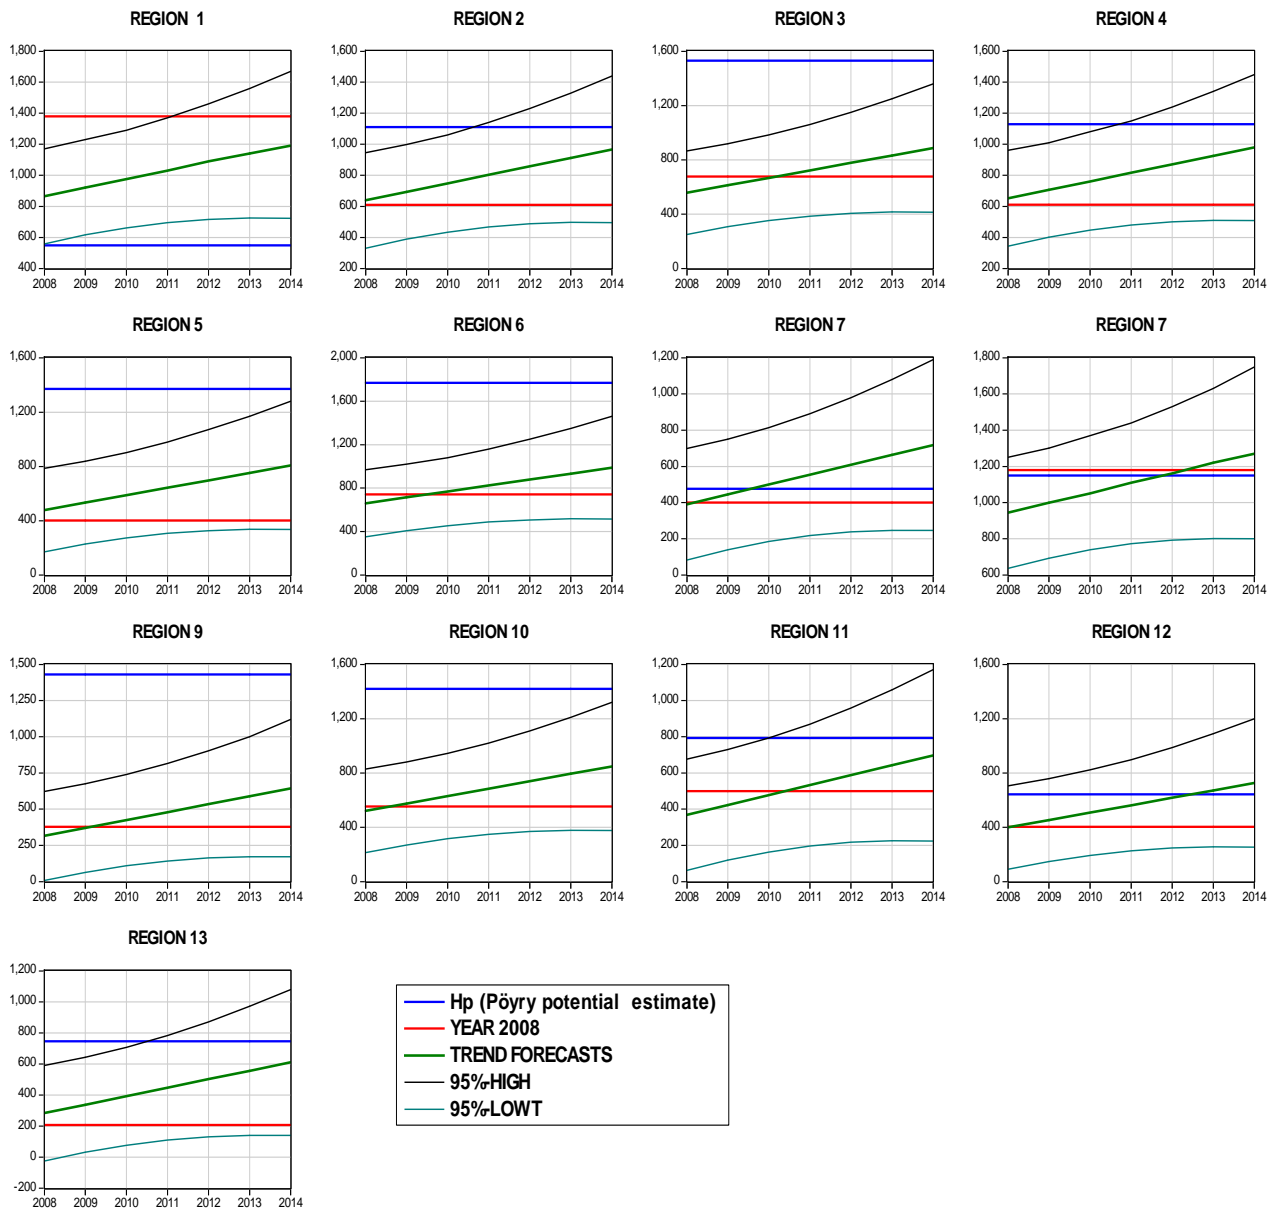 REGION 1
1,800
1,600
1,400
1,200
1,000
800
600
400
2008 2009 2010 2011 2012 2013 2014
REGION 2
1,600
1,400
1,200
1,000
800
600
400
200
2008 2009 2010 2011 2012 2013 2014
REGION 3
1,600
1,200
800
400
0
2008 2009 2010 2011 2012 2013 2014
REGION 4
1,600
1,400
1,200
1,000
800
600
400
200
2008 2009 2010 2011 2012 2013 2014
REGION 5
1,600
1,200
800
400
0
2008 2009 2010 2011 2012 2013 2014
REGION 6
2,000
1,600
1,200
800
400
0
2008 2009 2010 2011 2012 2013 2014
REGION 7
1,200
1,000
800
600
400
200
0
2008 2009 2010 2011 2012 2013 2014
REGION 7
1,800
1,600
1,400
1,200
1,000
800
600
2008 2009 2010 2011 2012 2013 2014
REGION 9
1,500
1,250
1,000
750
500
250
0
2008 2009 2010 2011 2012 2013 2014
REGION 10
1,600
1,200
800
400
0
2008 2009 2010 2011 2012 2013 2014
REGION 11
1,200
1,000
800
600
400
200
0
2008 2009 2010 2011 2012 2013 2014
REGION 12
1,600
1,200
800
400
0
2008 2009 2010 2011 2012 2013 2014
REGION 13
1,200
1,000
800
600
400
200
0
-200
2008 2009 2010 2011 2012 2013 2014
Hp (Pöyry potential estimate)
YEAR 2008
TREND FORECASTS
95%-HIGH
95%-LOWT